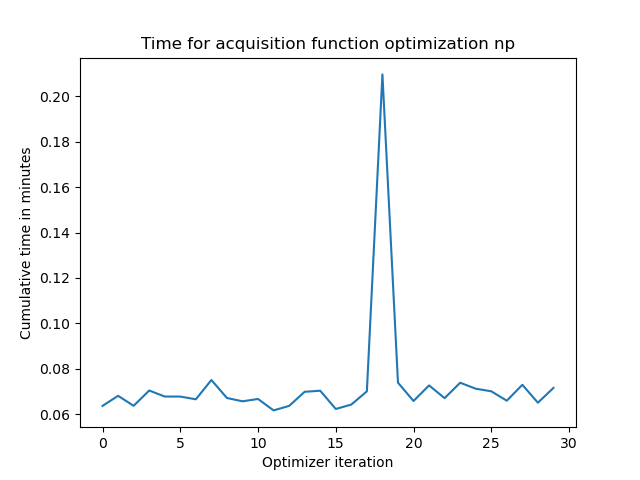 Time for acquisition function optimization np
Cumulative time in minutes
0.20
0.18
0.16
0.14
0.12
0.10
0.08
0.06
0 5 10 15 20 25 30
Optimizer iteration